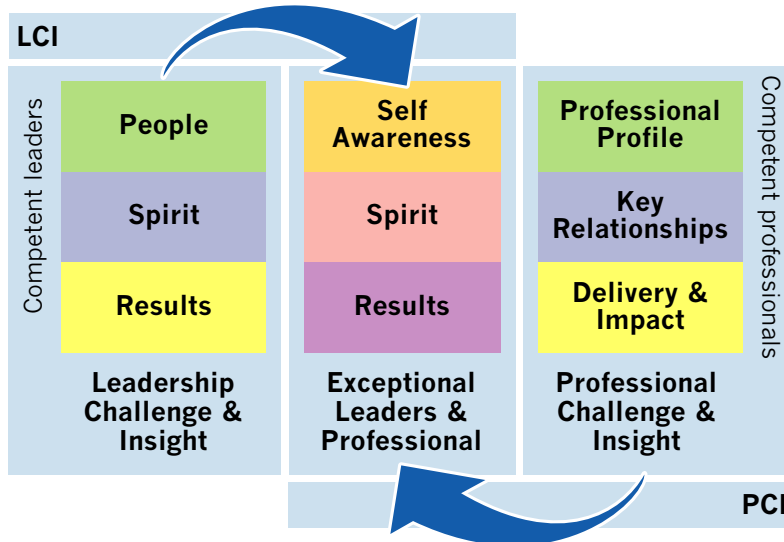 LCI
Competent leaders
People
Spirit
Results
Leadership
Challenge &
Insight
Self
Awareness
Spirit
Results
Exceptional
Leaders &
Professional
Professional
Profile
Key
Relationships
Delivery &
Impact
Professional
Challenge &
Insight
Competent professionals
PCI